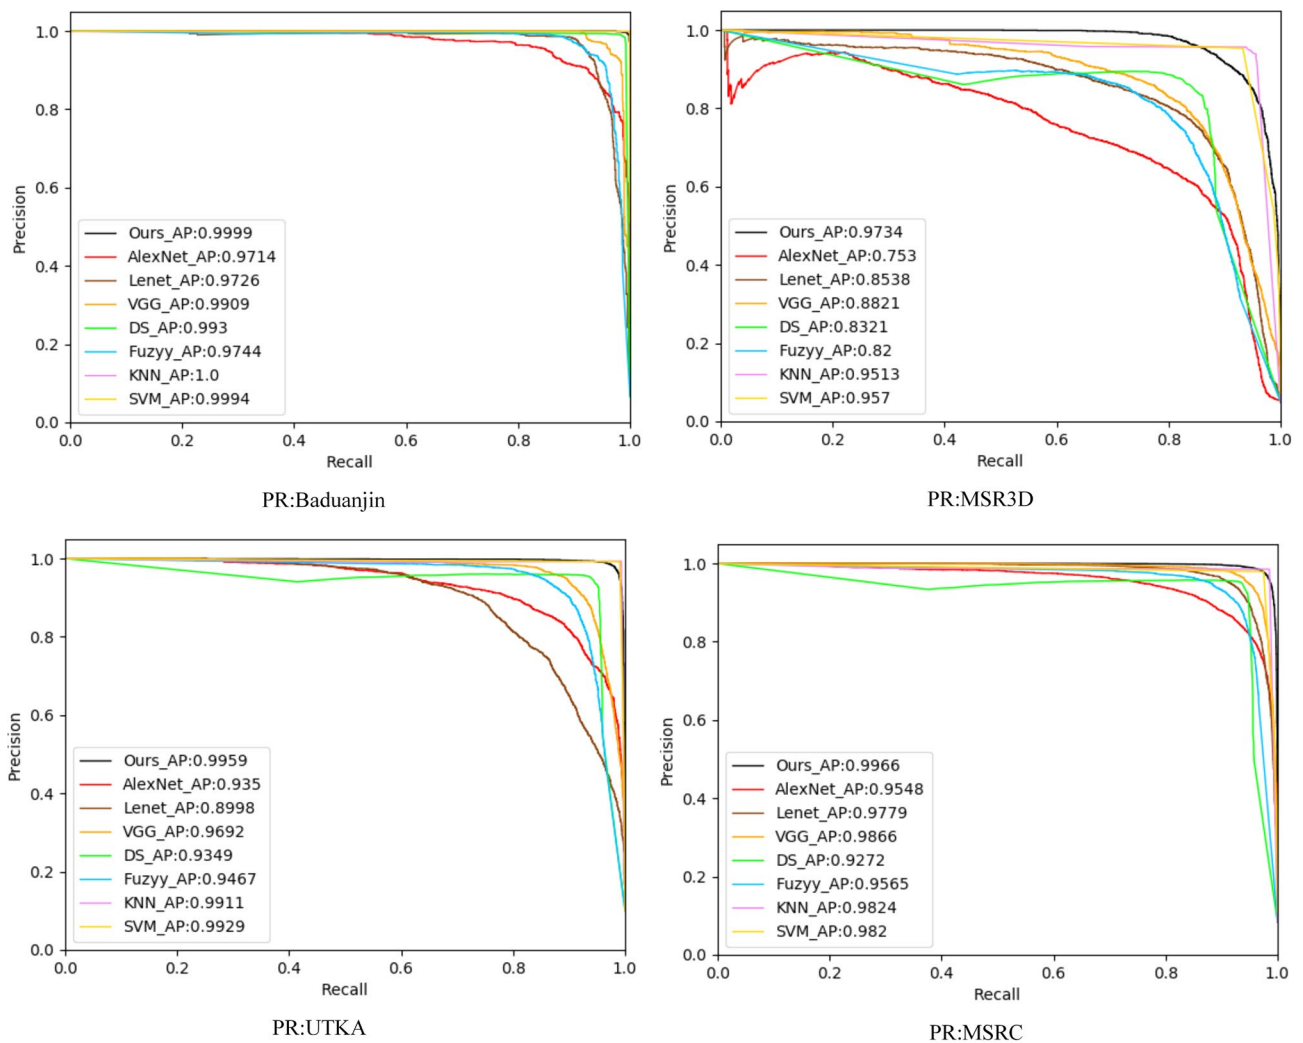 1.0
0.8
0.6
0.4
0.2
0.0
Precision
Ours_AP:0.9999
AlexNet_AP:0.9714
Lenet_AP:0.9726
VGG_AP:0.9909
DS_AP:0.993
Fuzyy_AP:0.9744
KNN_AP:1.0
SVM_AP:0.9994
0.0 0.2 0.4 0.6 0.8 1.0
Recall
PR:Baduanjin
1.0
0.8
0.6
0.4
0.2
0.0
Precision
Ours_AP:0.9734
AlexNet_AP:0.753
Lenet_AP:0.8538
VGG_AP:0.8821
DS_AP:0.8321
Fuzyy_AP:0.82
KNN_AP:0.9513
SVM_AP:0.957
0.0 0.2 0.4 0.6 0.8 1.0
Recall
PR:MSR3D
1.0
0.8
0.6
0.4
0.2
0.0
Precision
Ours_AP:0.9959
AlexNet_AP:0.935
Lenet_AP:0.8998
VGG_AP:0.9692
DS_AP:0.9349
Fuzyy_AP:0.9467
KNN_AP:0.9911
SVM_AP:0.9929
0.0 0.2 0.4 0.6 0.8 1.0
Recall
PR:UTKA
1.0
0.8
0.6
0.4
0.2
0.0
Precision
Ours_AP:0.9966
AlexNet_AP:0.9548
Lenet_AP:0.9779
VGG_AP:0.9866
DS_AP:0.9272
Fuzyy_AP:0.9565
KNN_AP:0.9824
SVM_AP:0.982
0.0 0.2 0.4 0.6 0.8 1.0
Recall
PR:MSRC